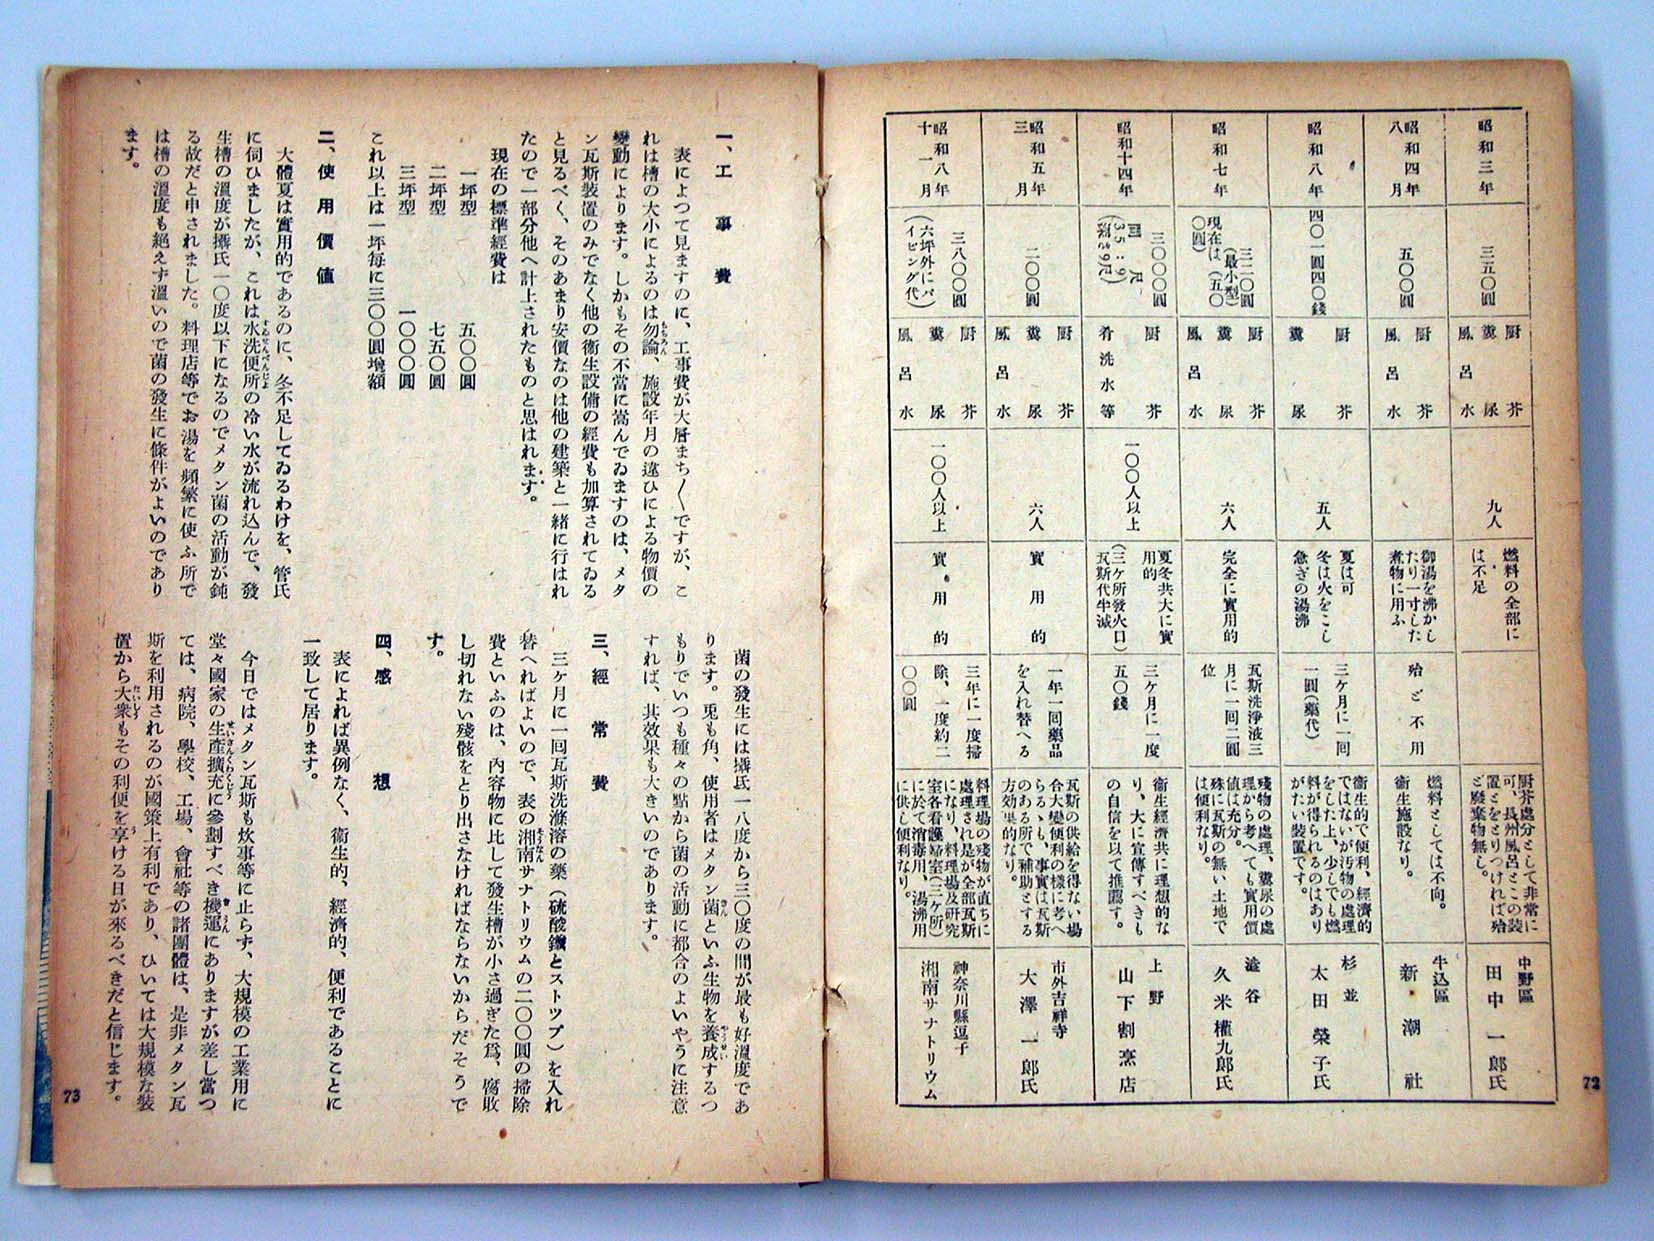 昭和三年
三五〇圓
厨芥
糞尿
風呂水
九人
燃料の全部に
は不足
厨芥處分として非常に
可、長州風呂とこの裝
置とをとりつければ殆
ど廢棄物無し。
中野區
田中一郎氏
昭和四年
八月
五〇〇圓
厨芥
風呂水
御湯を沸かし
たり一寸した
煮物に用ふ
殆ど不用
燃料としては不向。
衞生施設なり。
牛込區
新潮社
昭和八年
四〇一圓四〇錢
厨芥
糞尿
五人
夏は可
冬は火をこし
急ぎの湯沸
三ケ月に一回
一圓(藥代)
衞生的で便利、經濟的
ではないが汚物の處理
をした上、少しでも燃
料が得られるのはあり
がたい裝置です。
杉並
太田榮子氏
昭和七年
三二〇圓
(最小型)
現在は(五〇
〇圓)
厨芥
糞尿
風呂水
六人
完全に實用的
瓦斯洗淨液三
月に一回二圓
位
殘物の處理、糞尿の處
理から考へても實用價
値は充分。
殊に瓦斯の無い土地で
は便利なり。
澁谷
久米權九郎氏
昭和十四年
三〇〇〇圓
厨芥
肴洗水等
一〇〇人以上
夏冬共大に實
用的
(三ケ所發火口)
瓦斯代半減
三ケ月に一度
五〇錢
衞生經濟共に理想的な
り、大に宣傳すべきも
の自信を以て推薦す。
上野
山下割烹店
昭和五年
三月
二〇〇圓
厨芥
糞尿
風呂水
六人
實用的
一年一回藥品
を入れ替へる
瓦斯の供給を得ない場
合大變便利の樣に考へ
らるゝも、事實は瓦斯
のある所で補助とする
方効果的なり。
市外吉祥寺
大澤一郎氏
昭和八年
十一月
三八〇〇圓
(六坪外にパ
イピング代)
厨芥
糞尿
風呂水
一〇〇人以上
實用的
三年に一度掃
除、一度約二
〇〇圓
料理場の殘物が直ちに
處理され是が全部瓦斯
になり、料理場及研究
室各看護婦室(三ケ所)
に於て消毒用、湯沸用
に供し便利なり。
神奈川縣逗子
湘南サナトリウム
72
一、工事費
表によつて見ますのに、工事費が大層まち〳〵ですが、こ
れは槽の大小によるのは勿論、施設年月の違ひによる物價の
變動によります。しかもその不當に嵩んでゐますのは、メタ
ン瓦斯裝置のみでなく他の衞生設備の經費も加算されてゐる
と見るべく、そのあまり安價なのは他の建築と一緒に行はれ
たので一部分他へ計上されたものと思はれます。
現在の標準經費は
一坪型　五〇〇圓
二坪型　七五〇圓
三坪型　一〇〇〇圓
これ以上は一坪毎に三〇〇圓增額
二、使用價値
大體夏は實用的であるのに、冬不足してゐるわけを、管氏
に伺ひましたが、これは水洗便所の冷い水が流れ込んで、發
生槽の溫度が攝氏一〇度以下になるのでメタン菌の活動が鈍
る故だと申されました。料理店等でお湯を頻繁に使ふ所で
は槽の溫度も絕えず溫いので菌の發生に條件がよいのであり
ます。
菌の發生には攝氏一八度から三〇度の間が最も好溫度であ
ります。兎も角、使用者はメタン菌といふ生物を養成するつ
もりでいつも種々の點から菌の活動に都合のよいやうに注意
すれば、其效果も大きいのであります。
三、經常費
三ケ月に一回瓦斯洗滌溶の藥(硫酸鐵とストツプ)を入れ
替へればよいので、表の湘南サナトリウムの二〇〇圓の掃除
費といふのは、內容物に比して發生槽が小さ過ぎた爲、腐敗
し切れない殘骸をとり出さなければならないからだそうで
す。
四、感想
表によれば異例なく、衞生的、經濟的、便利であることに
一致して居ります。
今日ではメタン瓦斯も炊事等に止らず、大規模の工業用に
堂々國家の生產擴充に參劃すべき機運にありますが差し當つ
ては、病院、學校、工場、會社等の諸團體は、是非メタン瓦
斯を利用されるのが國策上有利であり、ひいては大規模な裝
置から大衆もその利便を享ける日が來るべきだと信じます。
73